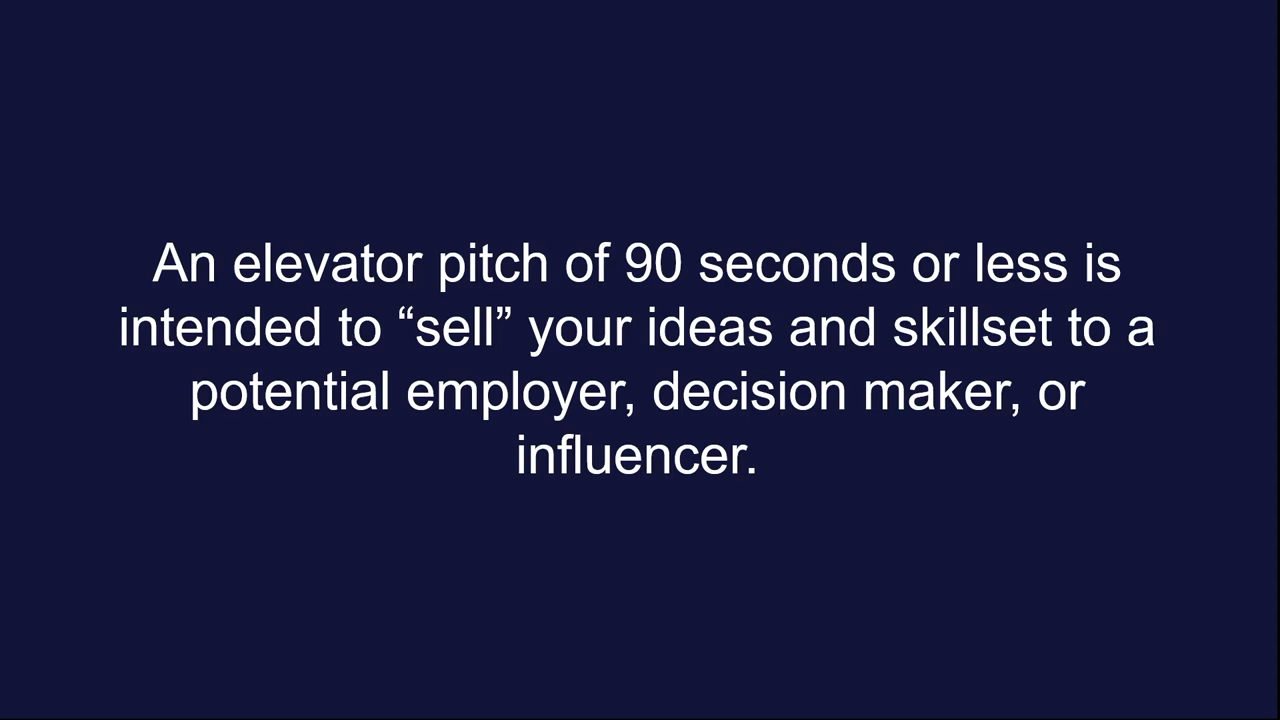 An elevator pitch of 90 seconds or less is
intended to “sell” your ideas and skillset to a
potential employer, decision maker, or
influencer.